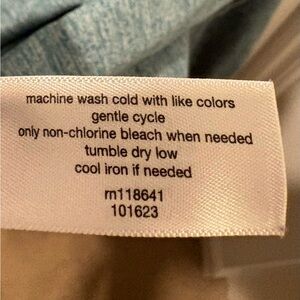 machine wash cold with like colors
gentle cycle
only non-chlorine bleach when needed
tumble dry low
cool iron if needed
rn118641
101623